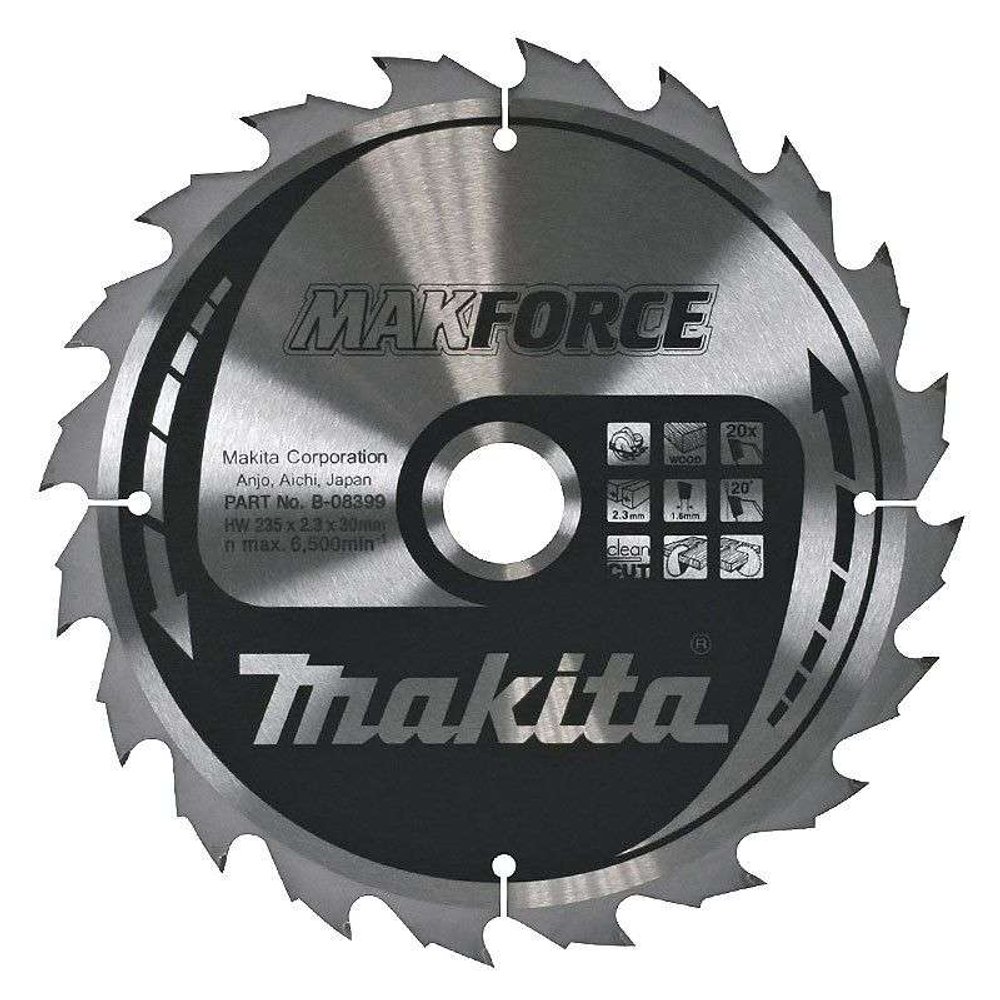 MAKFORCE
Makita Corporation
Anjo, Aichi, Japan
PART No. B-08399
HW 235 x 2.3 x 30mm
n max. 6,500min⁻¹
WOOD
20x
2.3mm
1.6mm
20°
clean
CUT
makita®